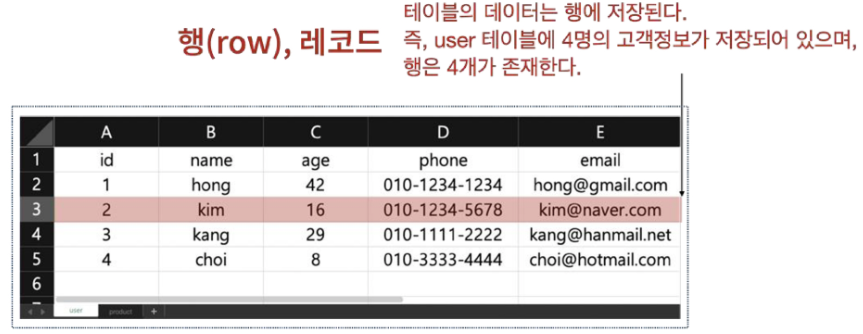 테이블의 데이터는 행에 저장된다.
행(row), 레코드 즉, user 테이블에 4명의 고객정보가 저장되어 있으며,
행은 4개가 존재한다.
A B C D E
1 id name age phone email
2 1 hong 42 010-1234-1234 hong@gmail.com
3 2 kim 16 010-1234-5678 kim@naver.com
4 3 kang 29 010-1111-2222 kang@hanmail.net
5 4 choi 8 010-3333-4444 choi@hotmail.com
6
user product +